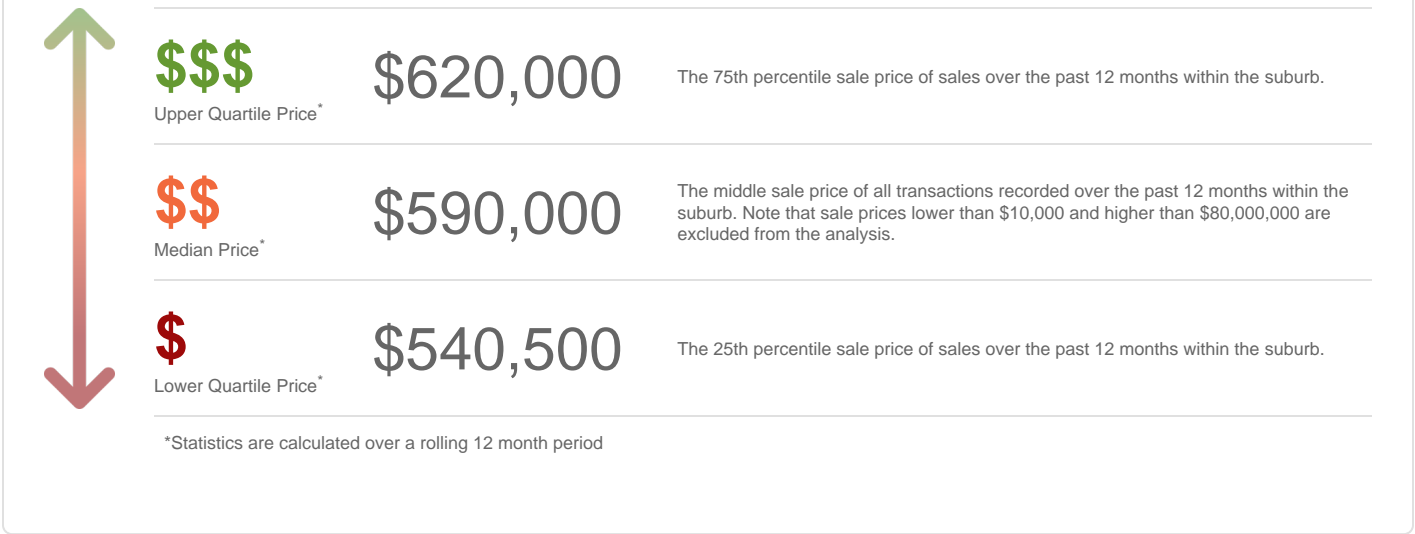 $$$
Upper Quartile Price*
$620,000
The 75th percentile sale price of sales over the past 12 months within the suburb.
$$
Median Price*
$590,000
The middle sale price of all transactions recorded over the past 12 months within the
suburb. Note that sale prices lower than $10,000 and higher than $80,000,000 are
excluded from the analysis.
$
Lower Quartile Price*
$540,500
The 25th percentile sale price of sales over the past 12 months within the suburb.
*Statistics are calculated over a rolling 12 month period